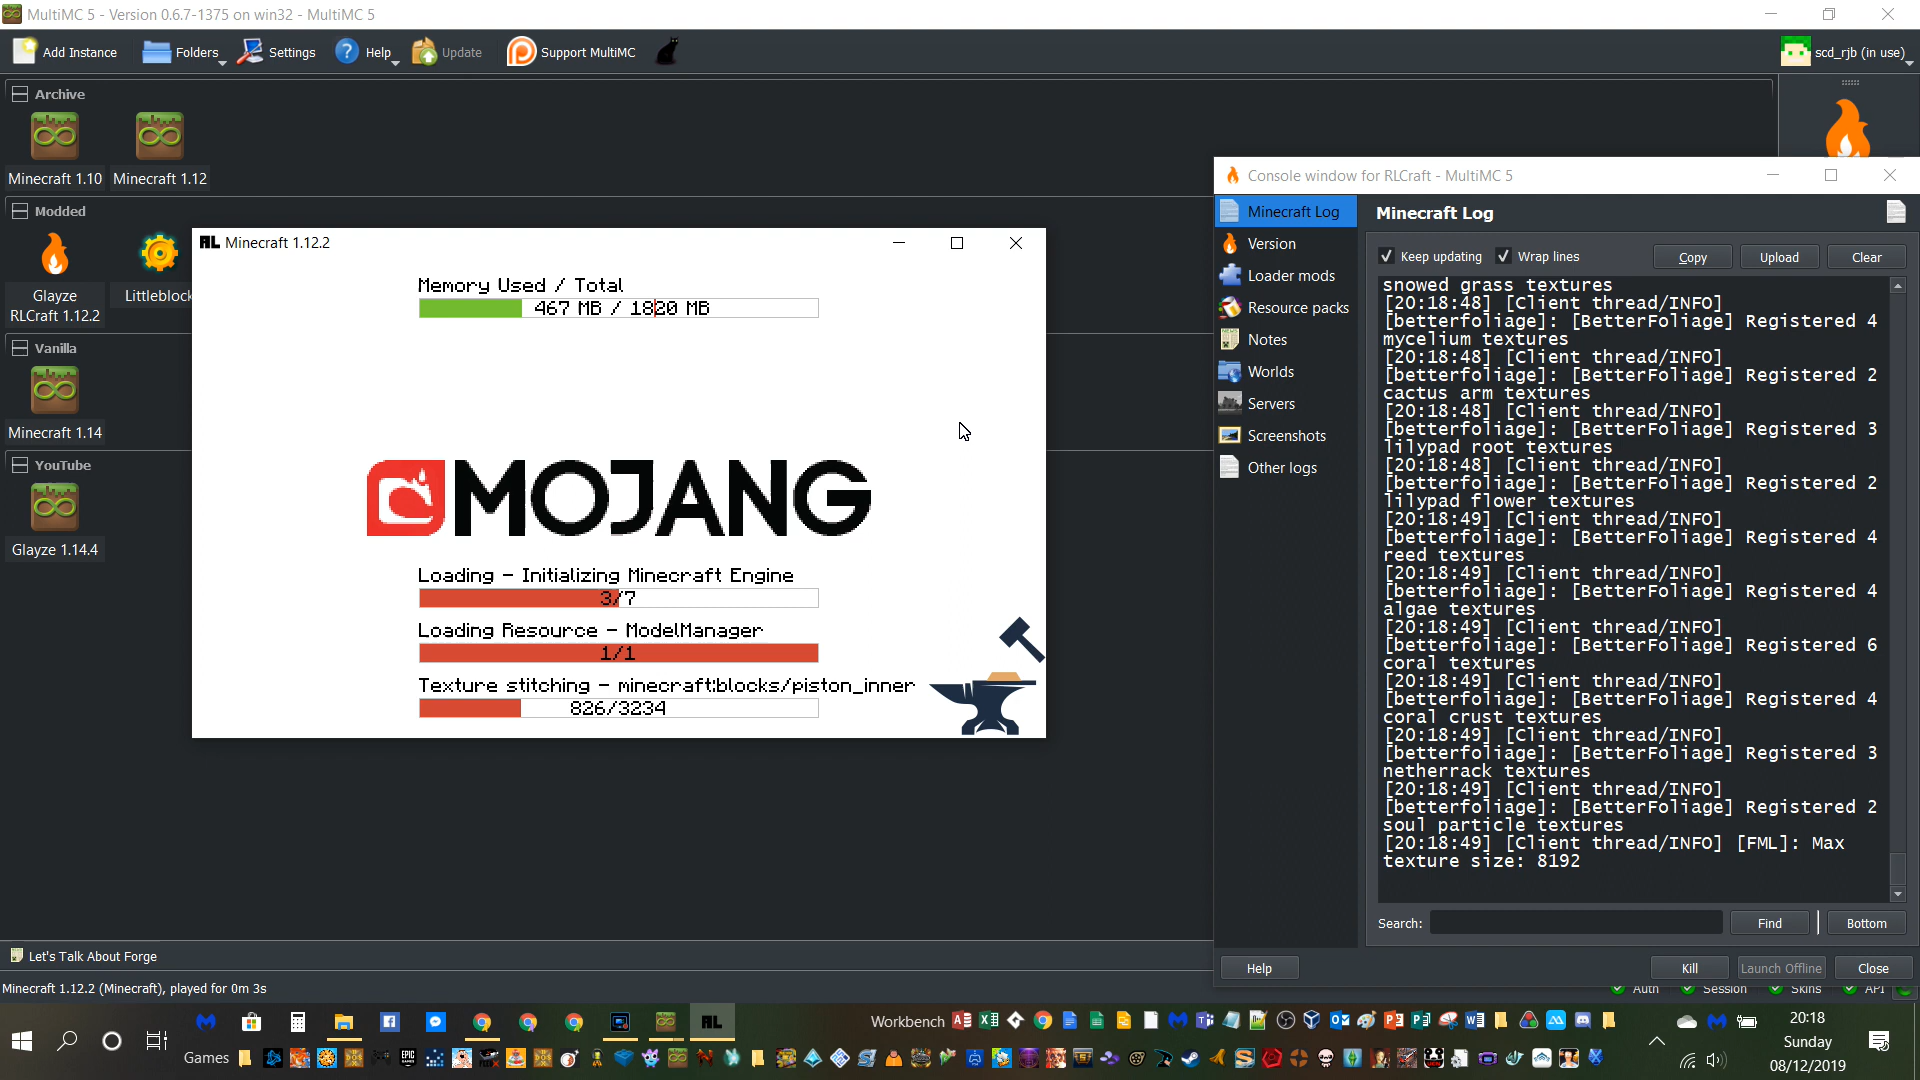 MultiMC 5 - Version 0.6.7-1375 on win32 - MultiMC 5
Add Instance
Folders
Settings
Help
Update
Support MultiMC
scd_rjb (in use)
Archive
Minecraft 1.10
Minecraft 1.12
Modded
Glayze
RLCraft 1.12.2
Littleblock
Vanilla
Minecraft 1.14
YouTube
Glayze 1.14.4
RL Minecraft 1.12.2
Memory Used / Total
467 MB / 1820 MB
MOJANG
Loading - Initializing Minecraft Engine
3/7
Loading Resource - ModelManager
1/1
Texture stitching - minecraft:blocks/piston_inner
826/3234
Console window for RLCraft - MultiMC 5
Minecraft Log
Version
Loader mods
Resource packs
Notes
Worlds
Servers
Screenshots
Other logs
Minecraft Log
Keep updating
Wrap lines
Copy
Upload
Clear
snowed grass textures
[20:18:48] [Client thread/INFO]
[betterfoliage]: [BetterFoliage] Registered 4
mycelium textures
[20:18:48] [Client thread/INFO]
[betterfoliage]: [BetterFoliage] Registered 2
cactus arm textures
[20:18:48] [Client thread/INFO]
[betterfoliage]: [BetterFoliage] Registered 3
lilypad root textures
[20:18:48] [Client thread/INFO]
[betterfoliage]: [BetterFoliage] Registered 2
lilypad flower textures
[20:18:49] [Client thread/INFO]
[betterfoliage]: [BetterFoliage] Registered 4
reed textures
[20:18:49] [Client thread/INFO]
[betterfoliage]: [BetterFoliage] Registered 4
algae textures
[20:18:49] [Client thread/INFO]
[betterfoliage]: [BetterFoliage] Registered 6
coral textures
[20:18:49] [Client thread/INFO]
[betterfoliage]: [BetterFoliage] Registered 4
coral crust textures
[20:18:49] [Client thread/INFO]
[betterfoliage]: [BetterFoliage] Registered 3
netherrack textures
[20:18:49] [Client thread/INFO]
[betterfoliage]: [BetterFoliage] Registered 2
soul particle textures
[20:18:49] [Client thread/INFO] [FML]: Max
texture size: 8192
Search:
Find
Bottom
Help
Kill
Launch Offline
Close
Let's Talk About Forge
Minecraft 1.12.2 (Minecraft), played for 0m 3s
Auth
Session
Skins
API
RL
Workbench
Games
20:18
Sunday
08/12/2019